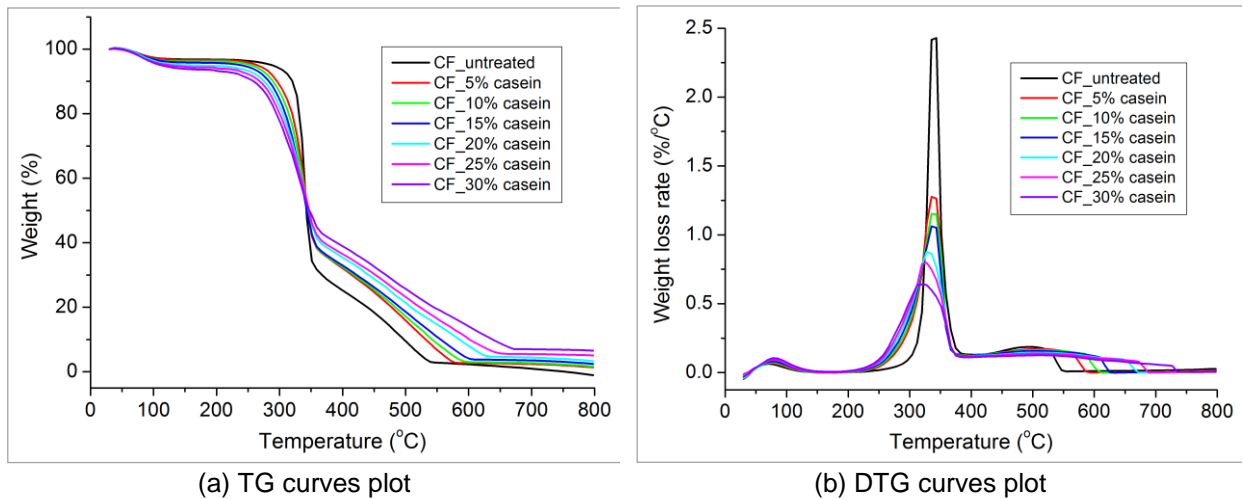 100
80
60
40
20
0
Weight (%)
CF_untreated
CF_5% casein
CF_10% casein
CF_15% casein
CF_20% casein
CF_25% casein
CF_30% casein
0 100 200 300 400 500 600 700 800
Temperature (°C)
(a) TG curves plot
2.5
2.0
1.5
1.0
0.5
0.0
Weight loss rate (%/°C)
CF_untreated
CF_5% casein
CF_10% casein
CF_15% casein
CF_20% casein
CF_25% casein
CF_30% casein
0 100 200 300 400 500 600 700 800
Temperature (°C)
(b) DTG curves plot